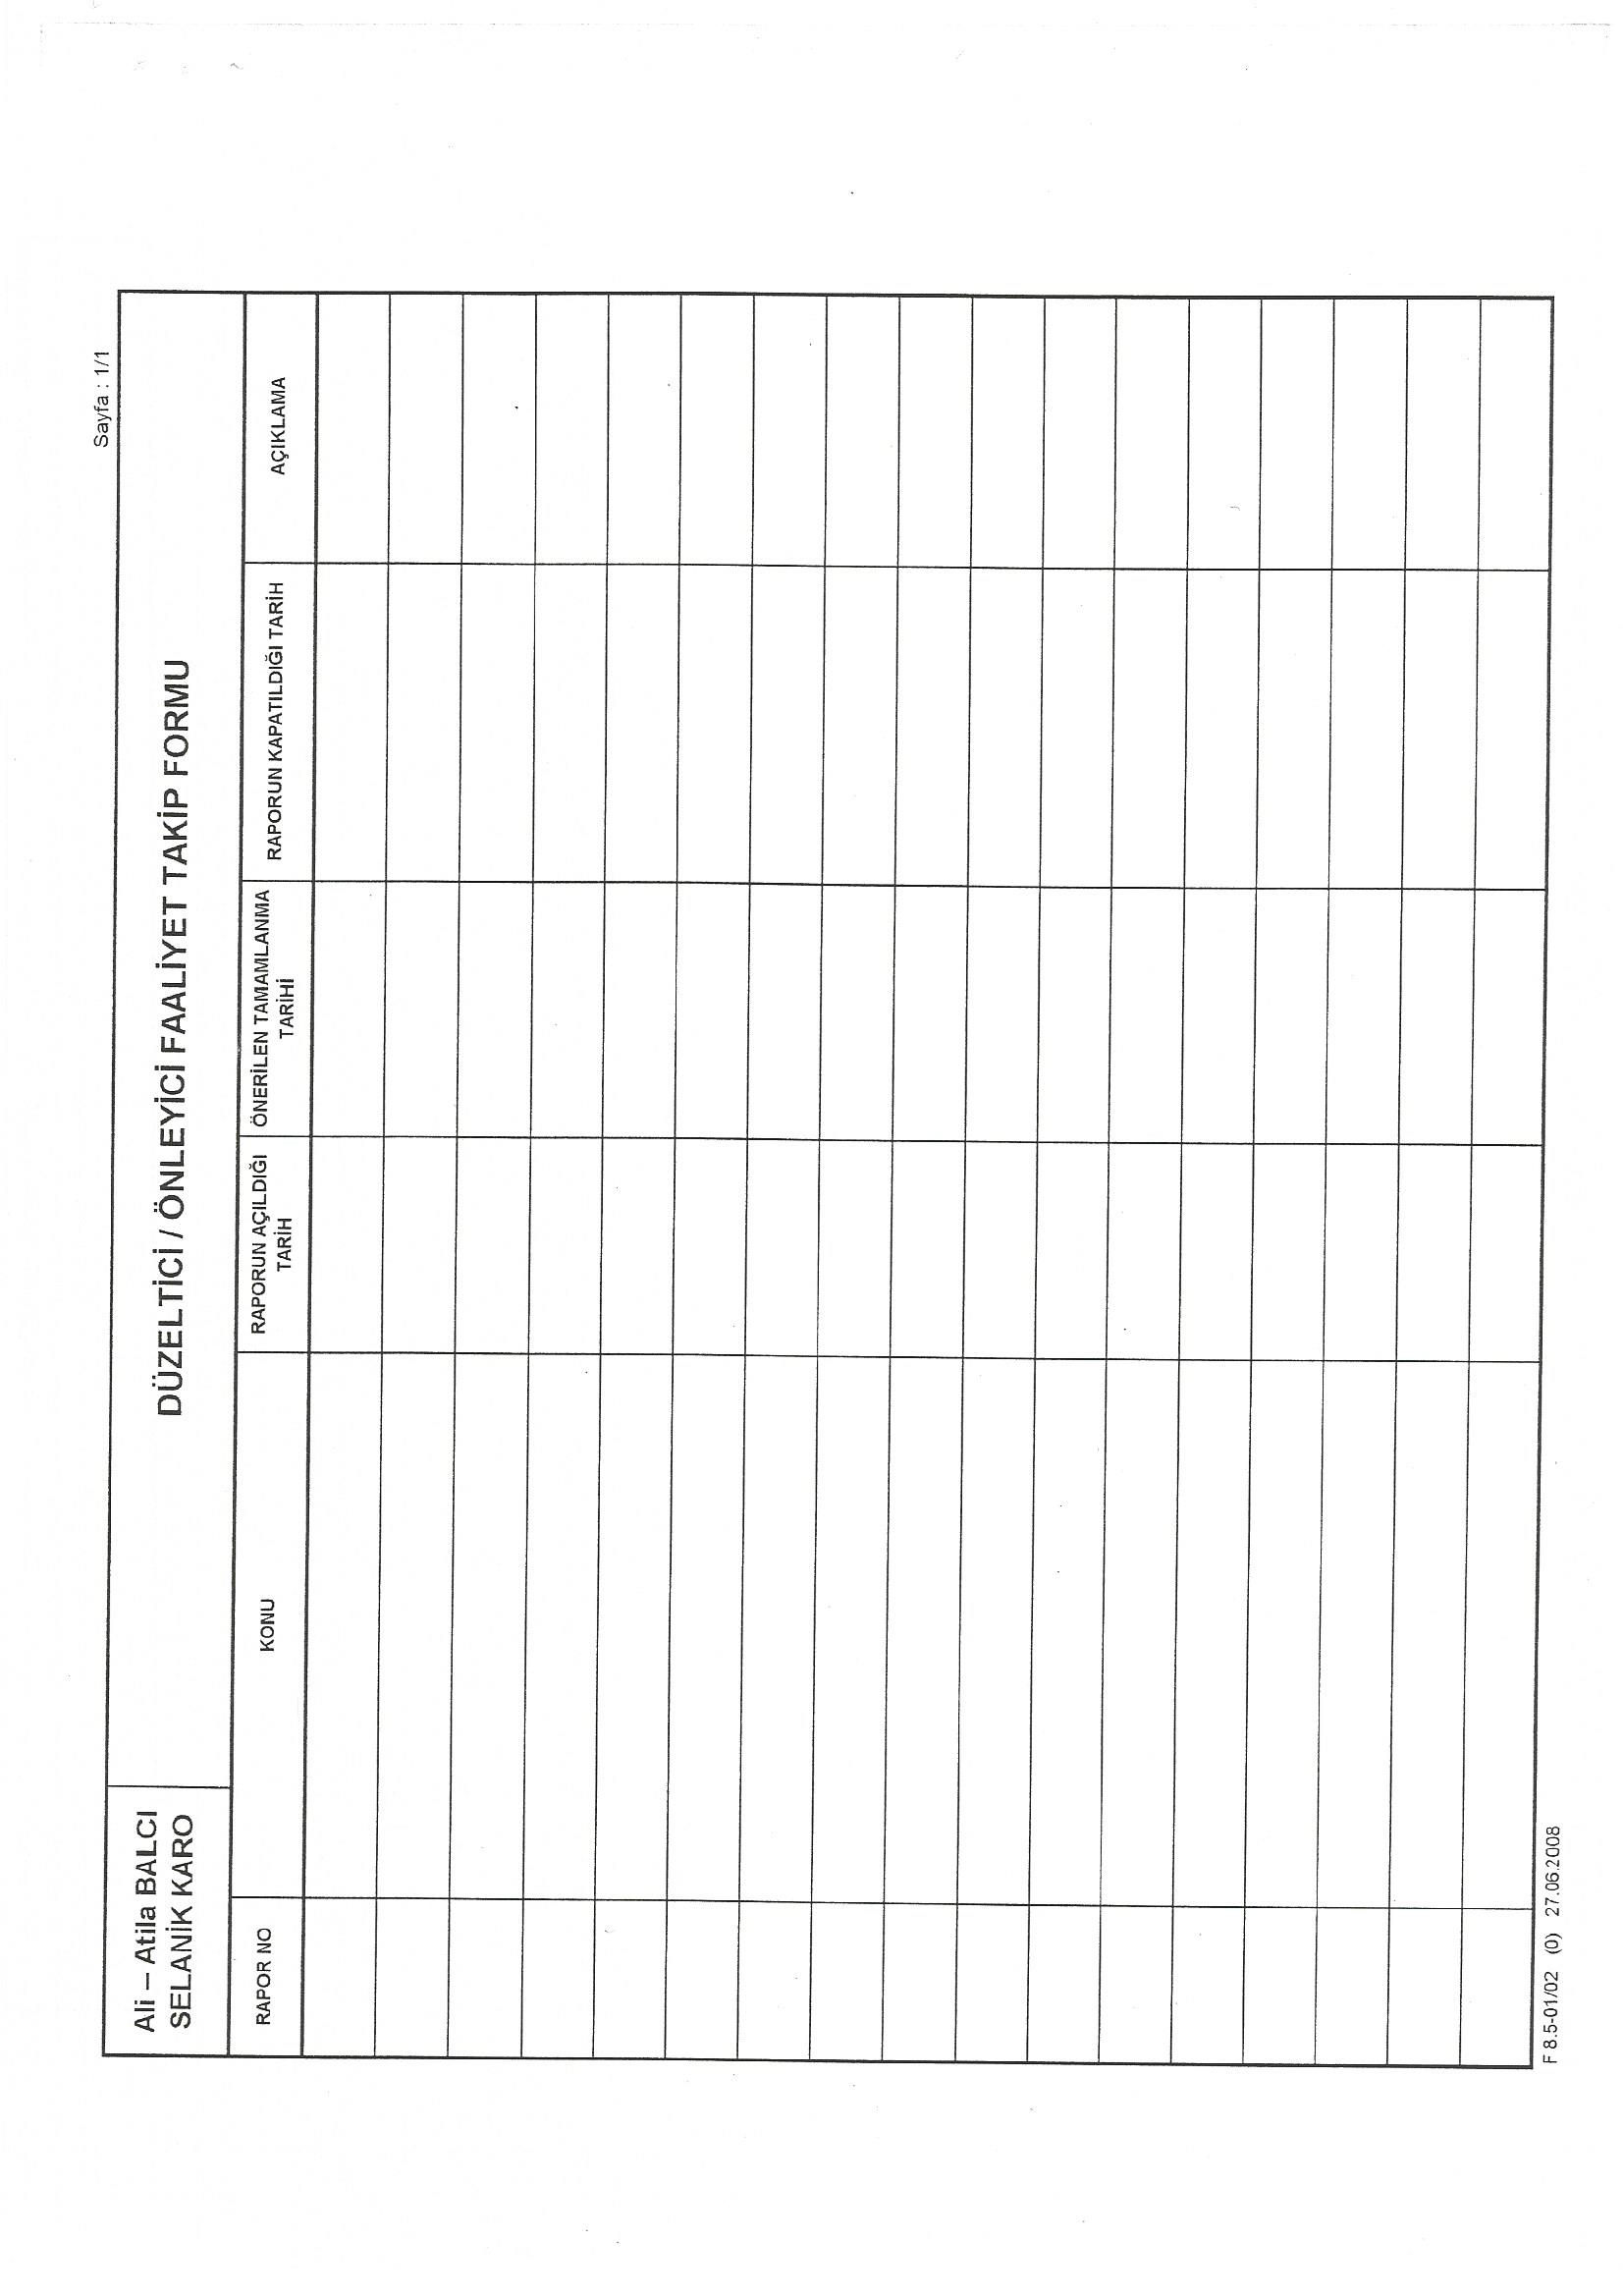 Sayfa : 1/1
Ali – Atila BALCI
SELANİK KARO
DÜZELTİCİ / ÖNLEYİCİ FAALİYET TAKİP FORMU
RAPOR NO
KONU
RAPORUN AÇILDIĞI
TARİH
ÖNERİLEN TAMAMLANMA
TARİHİ
RAPORUN KAPATILDIĞI TARİH
AÇIKLAMA
F 8.5-01/02 (0) 27.06.2008